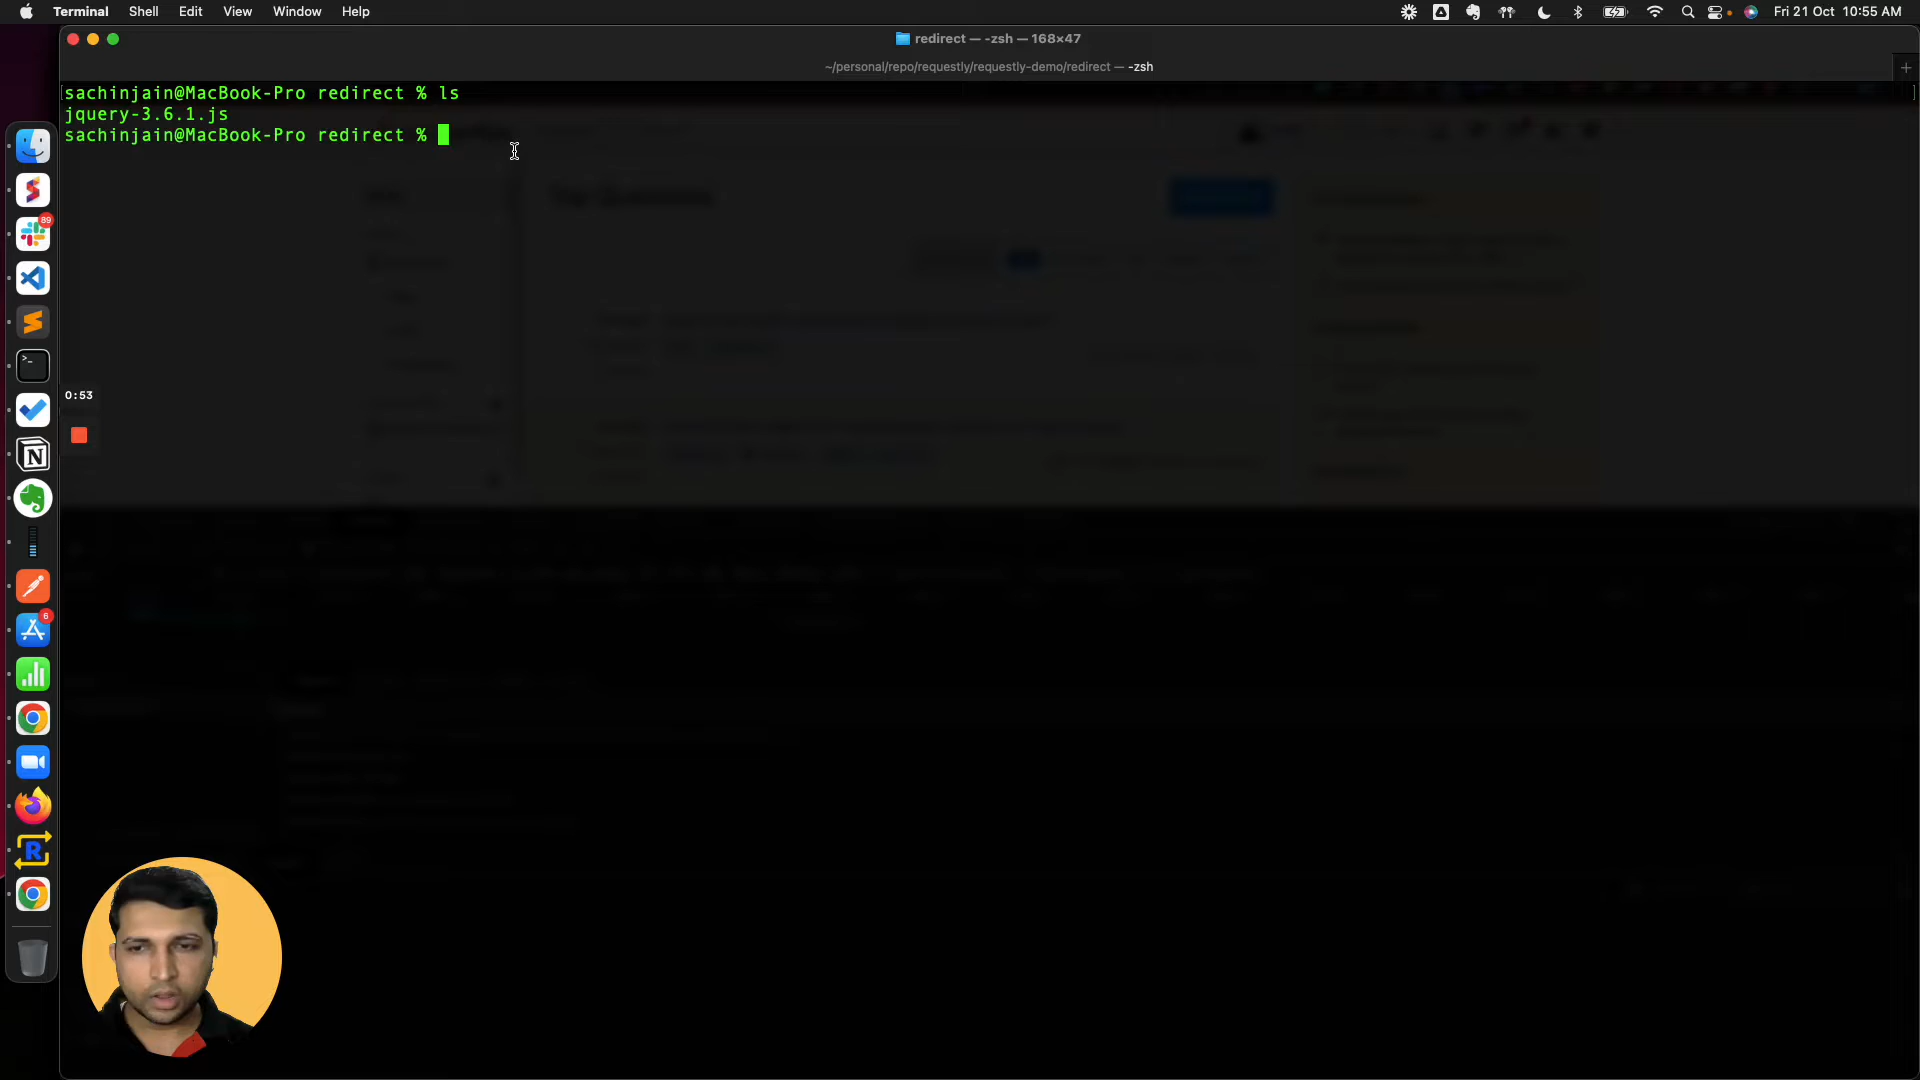 Terminal Shell Edit View Window Help Fri 21 Oct 10:55 AM
redirect — -zsh — 168×47
~/personal/repo/requestly/requestly-demo/redirect — -zsh
sachinjain@MacBook-Pro redirect % ls
jquery-3.6.1.js
sachinjain@MacBook-Pro redirect %
89
0:53
6